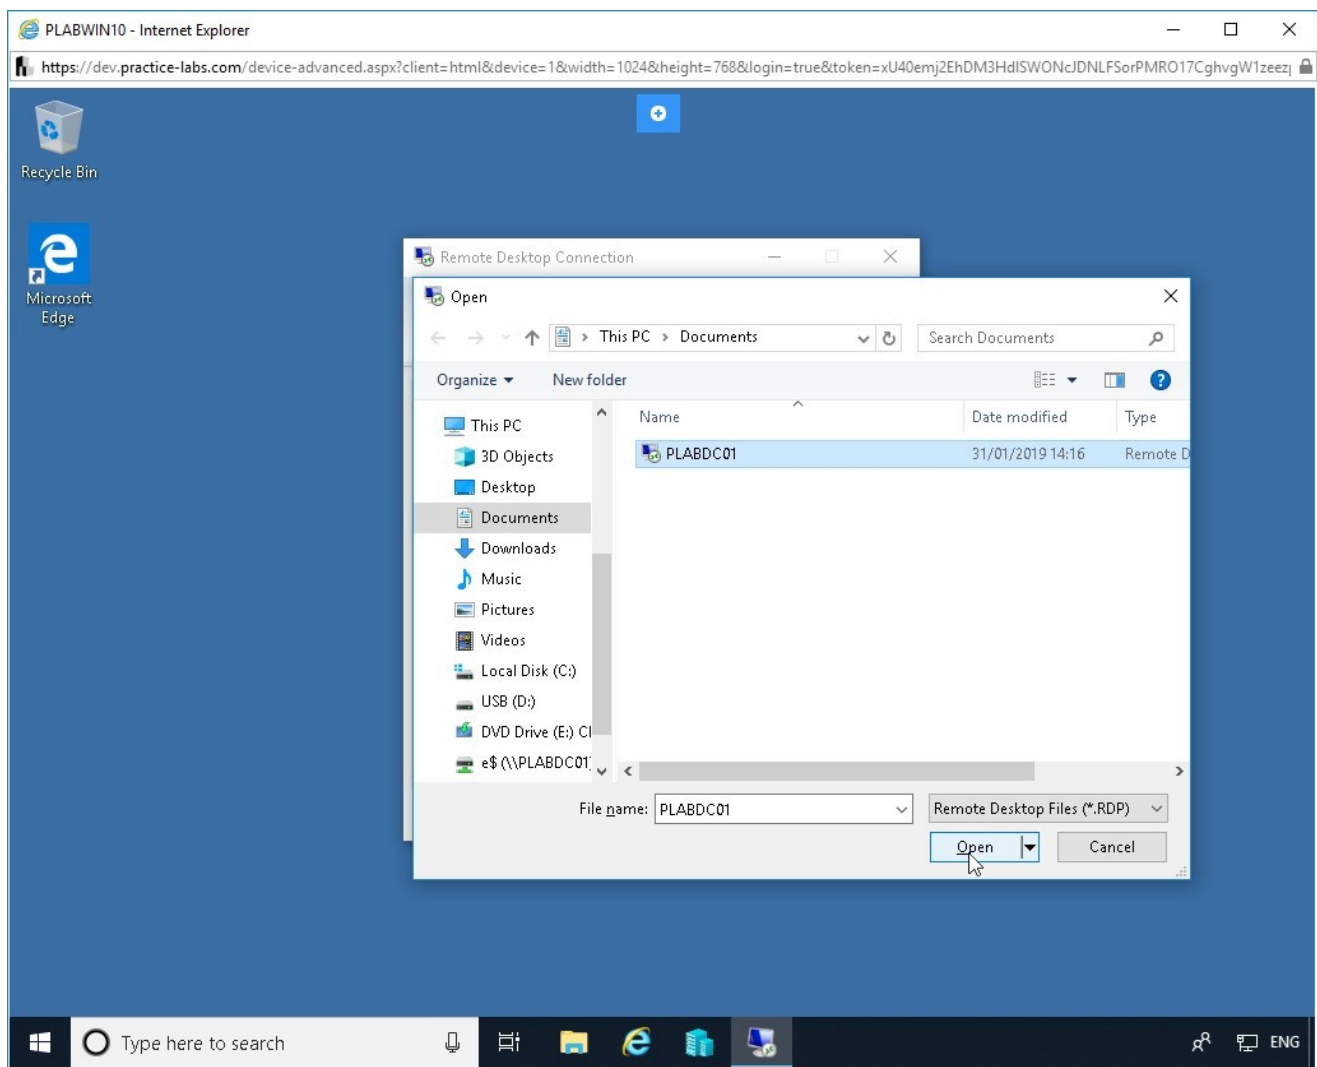 PLABWIN10 - Internet Explorer
https://dev.practice-labs.com/device-advanced.aspx?client=html&device=1&width=1024&height=768&login=true&token=
Recycle Bin
Microsoft
Edge
Remote Desktop Connection
Open
This PC > Documents
Search Documents
Organize
New folder
Name
Date modified
Type
This PC
3D Objects
Desktop
Documents
Downloads
Music
Pictures
Videos
Local Disk (C:)
USB (D:)
DVD Drive (E:) C
e$ (\\PLABDC01)
PLABDC01
31/01/2019 14:16
Remote D
File name:
PLABDC01
Remote Desktop Files (*.RDP)
Open
Cancel
Type here to search
ENG